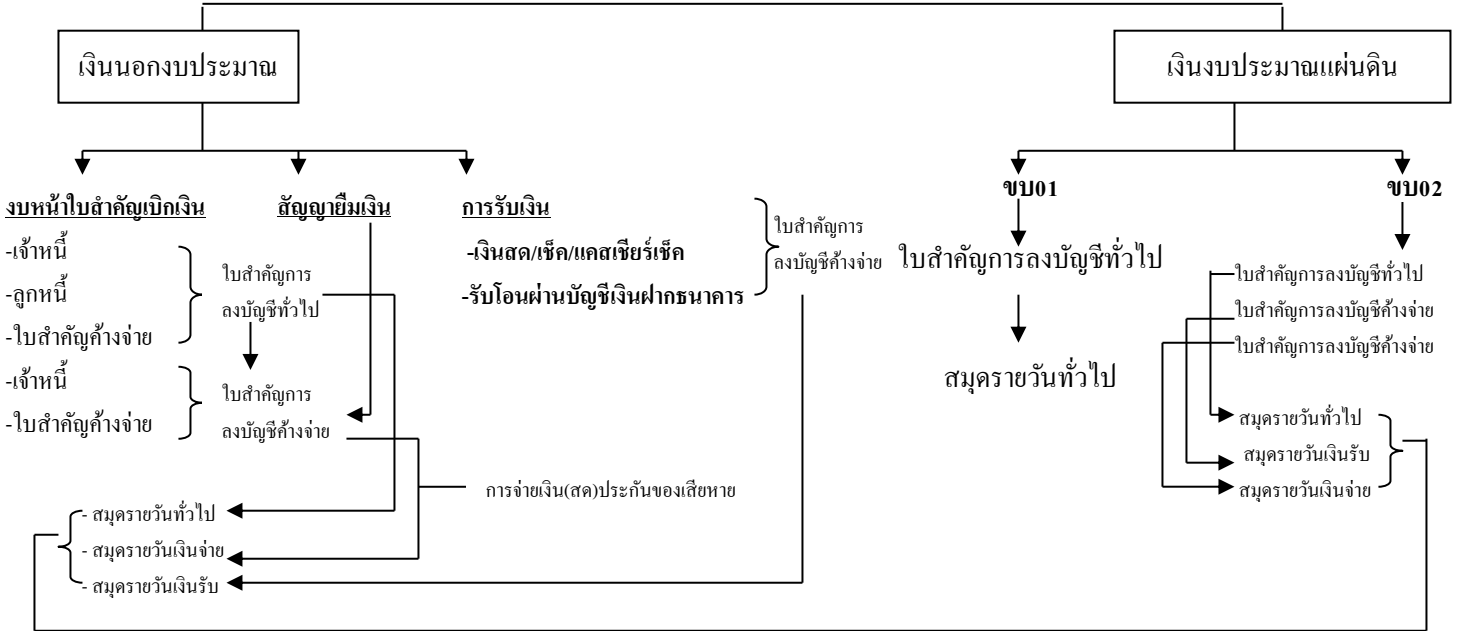 เงินนอกงบประมาณ
เงินงบประมาณแผ่นดิน
งบหน้าใบสำคัญเบิกเงิน
สัญญายืมเงิน
การรับเงิน
ขบ01
ขบ02
-เจ้าหนี้
-ลูกหนี้
-ใบสำคัญค้างจ่าย
ใบสำคัญการ
ลงบัญชีทั่วไป
-เจ้าหนี้
-ใบสำคัญค้างจ่าย
ใบสำคัญการ
ลงบัญชีค้างจ่าย
-เงินสด/เช็ค/แคสเชียร์เช็ค
-รับโอนผ่านบัญชีเงินฝากธนาคาร
ใบสำคัญการ
ลงบัญชีค้างจ่าย
การจ่ายเงิน(สด)ประกันของเสียหาย
- สมุดรายวันทั่วไป
- สมุดรายวันเงินจ่าย
- สมุดรายวันเงินรับ
ใบสำคัญการลงบัญชีทั่วไป
สมุดรายวันทั่วไป
ใบสำคัญการลงบัญชีทั่วไป
ใบสำคัญการลงบัญชีค้างจ่าย
ใบสำคัญการลงบัญชีค้างจ่าย
สมุดรายวันทั่วไป
สมุดรายวันเงินรับ
สมุดรายวันเงินจ่าย